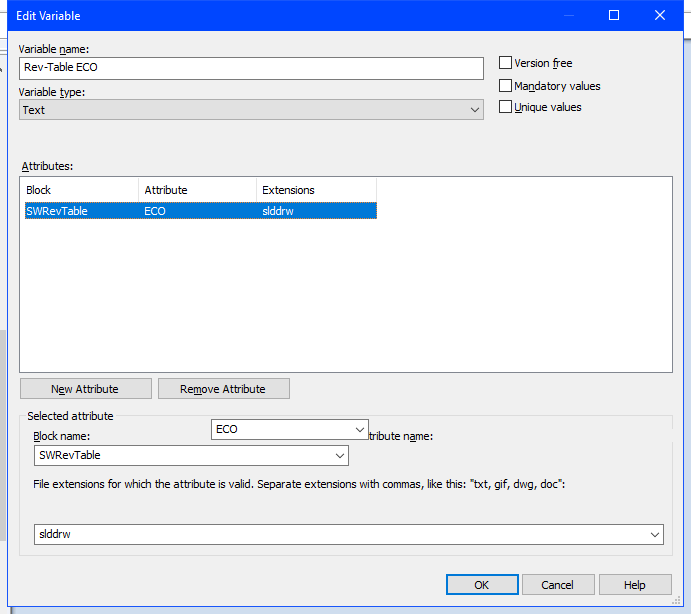 Edit Variable
Variable name:
Rev-Table ECO
Version free
Variable type:
Mandatory values
Text
Unique values
Attributes:
Block Attribute Extensions
SWRevTable ECO slddrw
New Attribute Remove Attribute
Selected attribute
ECO
Block name: tribute name:
SWRevTable
File extensions for which the attribute is valid. Separate extensions with commas, like this: "txt, gif, dwg, doc":
slddrw
OK Cancel Help